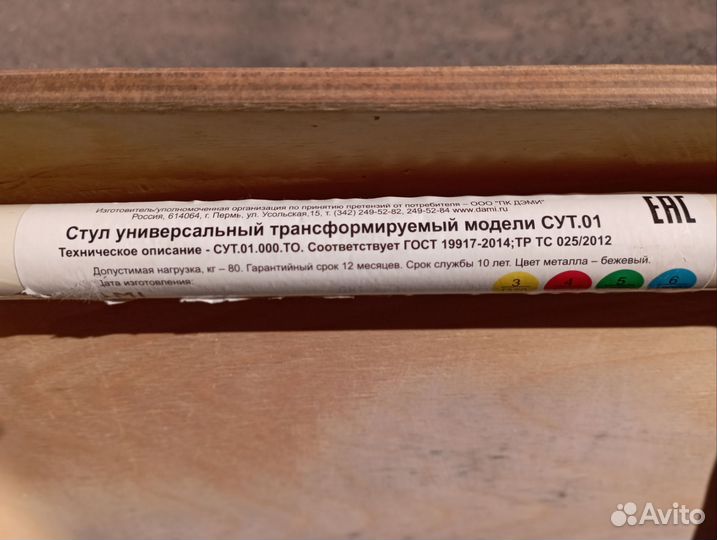 Изготовитель/уполномоченная организация по принятию претензий от потребителя – ООО "ПК ДЭМИ"
Россия, 614064, г. Пермь, ул. Усольская,15, т. (342) 249-52-82, 249-52-84 www.dami.ru
Стул универсальный трансформируемый модели СУТ.01
EAC
Техническое описание - СУТ.01.000.ТО. Соответствует ГОСТ 19917-2014;ТР ТС 025/2012
Допустимая нагрузка, кг – 80. Гарантийный срок 12 месяцев. Срок службы 10 лет. Цвет металла – бежевый.
Дата изготовления:
3 4 5 6
Avito